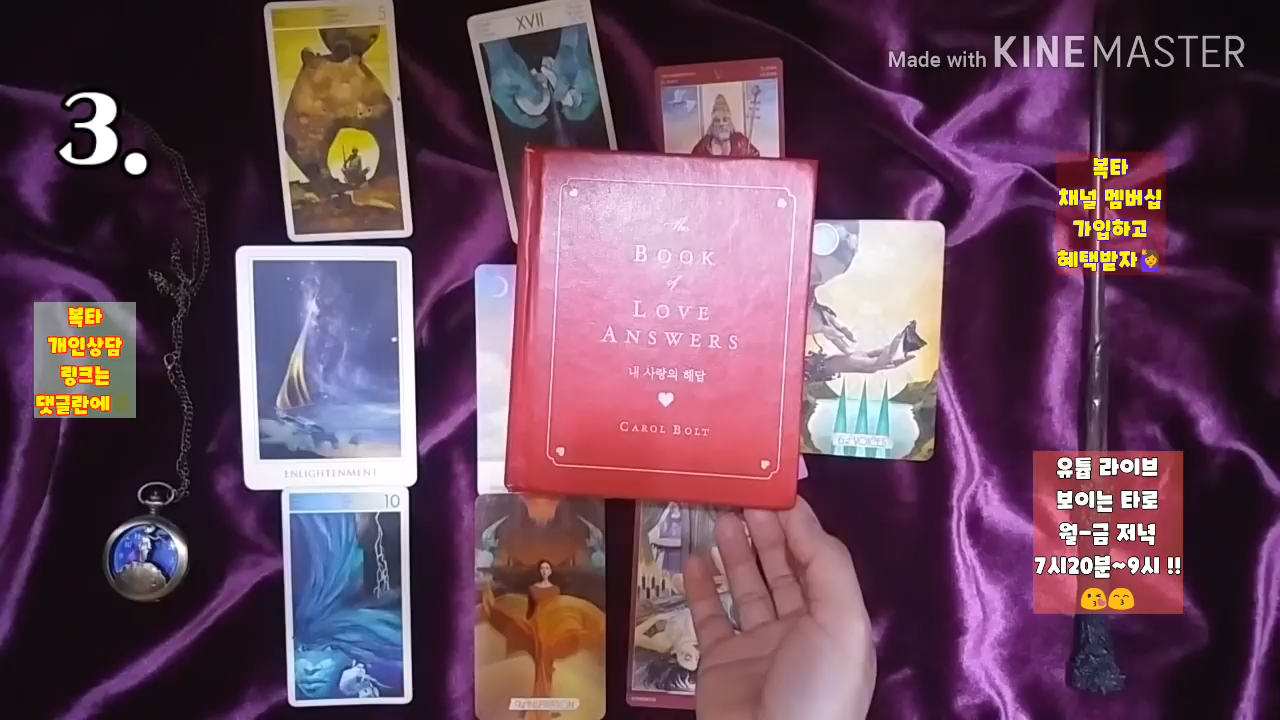 5
XVII
Made with KINEMASTER
3.
The
BOOK
of
LOVE
ANSWERS
내 사랑의 해답
CAROL BOLT
복타
채널 멤버십
가입하고
혜택받자🙋‍♀️
복타
개인상담
링크는
댓글란에
ENLIGHTENMENT
10
유튭 라이브
보이는 타로
월-금 저녁
7시20분~9시 !!
😘😙